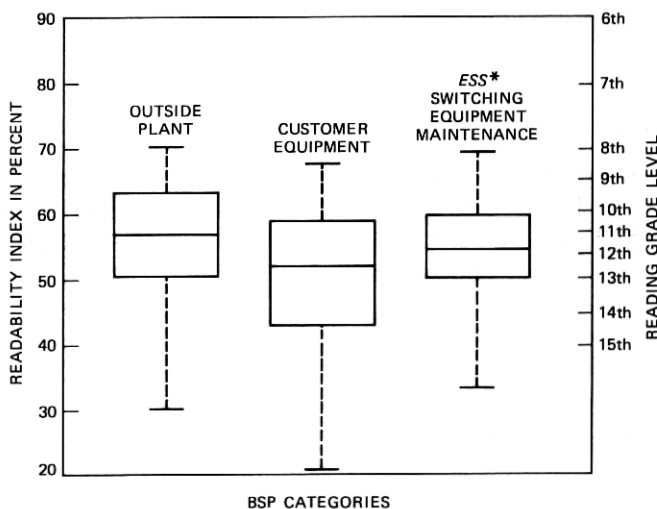 90
80
70
60
50
40
30
20
READABILITY INDEX IN PERCENT
OUTSIDE
PLANT
CUSTOMER
EQUIPMENT
ESS*
SWITCHING
EQUIPMENT
MAINTENANCE
6th
7th
8th
9th
10th
11th
12th
13th
14th
15th
READING GRADE LEVEL
BSP CATEGORIES